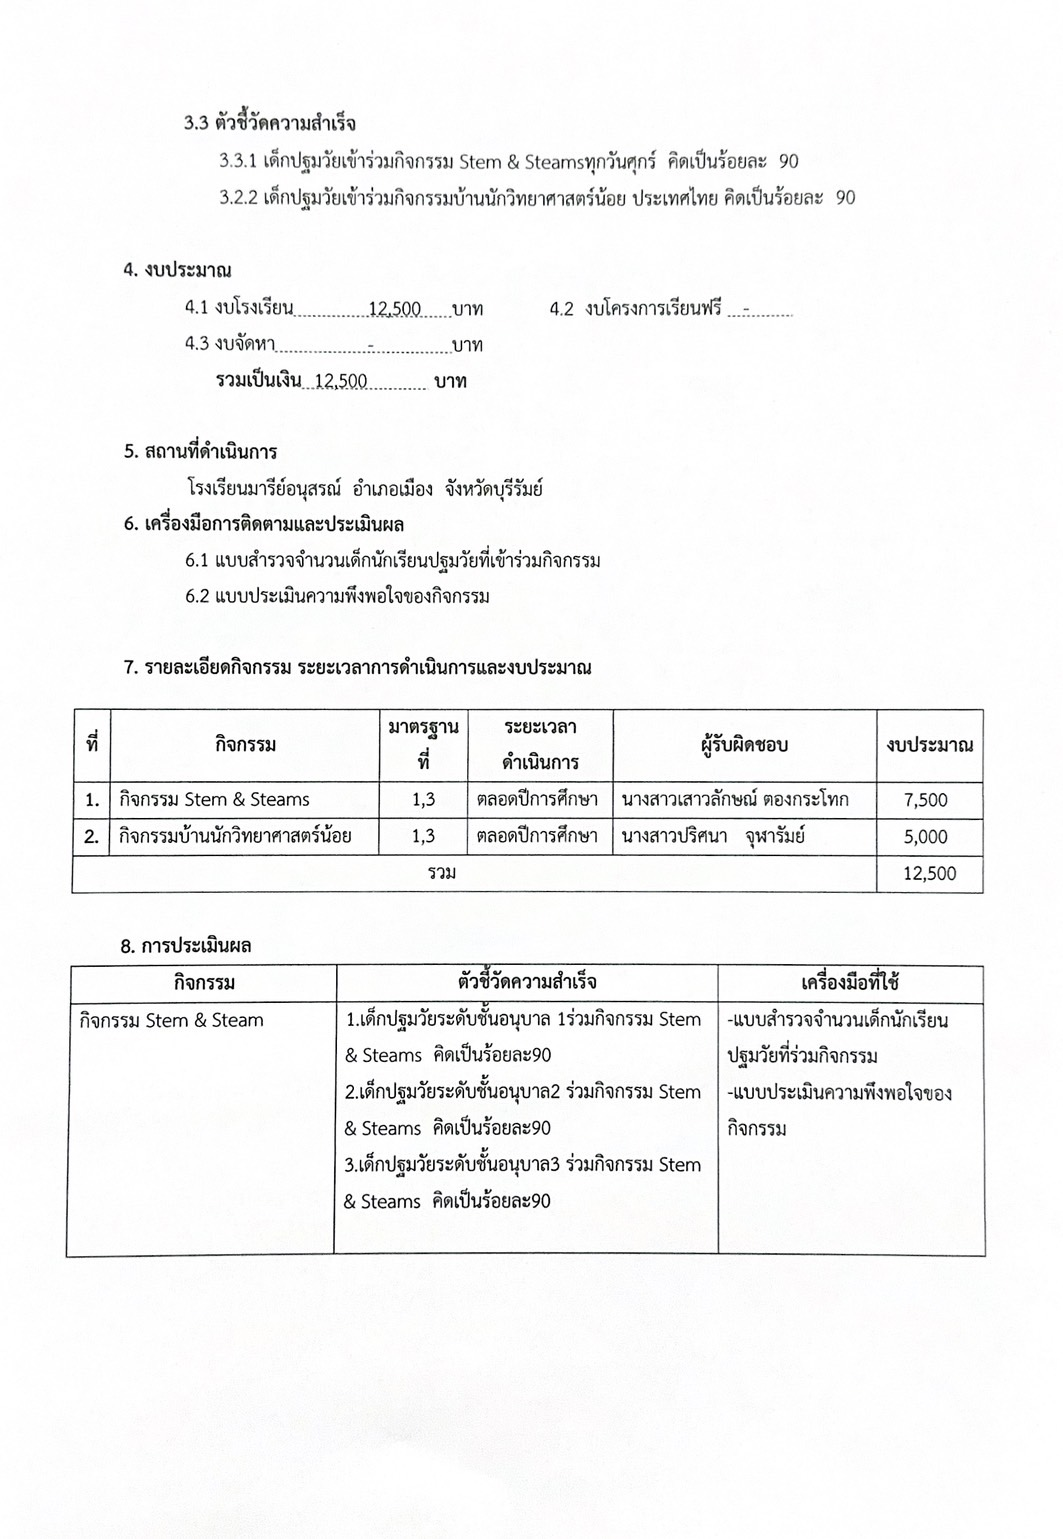 3.3 ตัวชี้วัดความสำเร็จ
3.3.1 เด็กปฐมวัยเข้าร่วมกิจกรรม Stem & Steamsทุกวันศุกร์ คิดเป็นร้อยละ 90
3.2.2 เด็กปฐมวัยเข้าร่วมกิจกรรมบ้านนักวิทยาศาสตร์น้อย ประเทศไทย คิดเป็นร้อยละ 90
4. งบประมาณ
4.1 งบโรงเรียน 12,500 บาท 4.2 งบโครงการเรียนฟรี -
4.3 งบจัดหา - บาท
รวมเป็นเงิน 12,500 บาท
5. สถานที่ดำเนินการ
โรงเรียนมารีย์อนุสรณ์ อำเภอเมือง จังหวัดบุรีรัมย์
6. เครื่องมือการติดตามและประเมินผล
6.1 แบบสำรวจจำนวนเด็กนักเรียนปฐมวัยที่เข้าร่วมกิจกรรม
6.2 แบบประเมินความพึงพอใจของกิจกรรม
7. รายละเอียดกิจกรรม ระยะเวลาการดำเนินการและงบประมาณ
ที่ กิจกรรม มาตรฐานที่ ระยะเวลาดำเนินการ ผู้รับผิดชอบ งบประมาณ
1. กิจกรรม Stem & Steams 1,3 ตลอดปีการศึกษา นางสาวเสาวลักษณ์ ตองกระโทก 7,500
2. กิจกรรมบ้านนักวิทยาศาสตร์น้อย 1,3 ตลอดปีการศึกษา นางสาวปริศนา จุฬารัมย์ 5,000
รวม 12,500
8. การประเมินผล
กิจกรรม ตัวชี้วัดความสำเร็จ เครื่องมือที่ใช้
กิจกรรม Stem & Steam 1.เด็กปฐมวัยระดับชั้นอนุบาล 1ร่วมกิจกรรม Stem -แบบสำรวจจำนวนเด็กนักเรียน
& Steams คิดเป็นร้อยละ90 ปฐมวัยที่ร่วมกิจกรรม
2.เด็กปฐมวัยระดับชั้นอนุบาล2 ร่วมกิจกรรม Stem -แบบประเมินความพึงพอใจของ
& Steams คิดเป็นร้อยละ90 กิจกรรม
3.เด็กปฐมวัยระดับชั้นอนุบาล3 ร่วมกิจกรรม Stem
& Steams คิดเป็นร้อยละ90